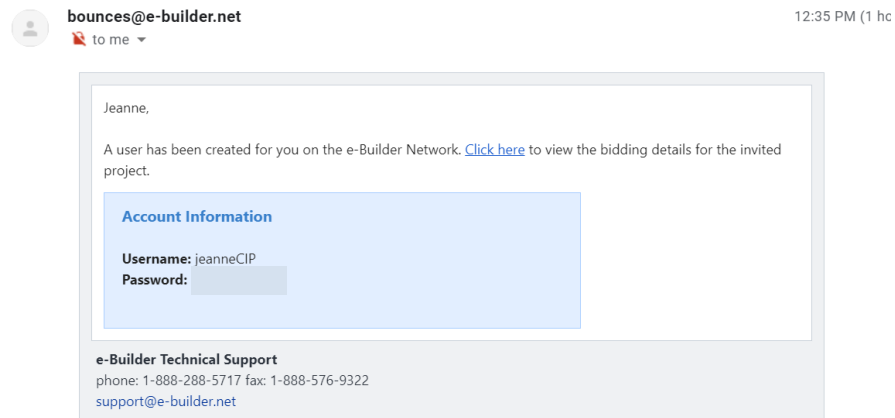 bounces@e-builder.net
12:35 PM (1
to me
Jeanne,
A user has been created for you on the e-Builder Network. Click here to view the bidding details for the invited
project.
Account Information
Username: jeanneCIP
Password:
e-Builder Technical Support
phone: 1-888-288-5717 fax: 1-888-576-9322
support@e-builder.net